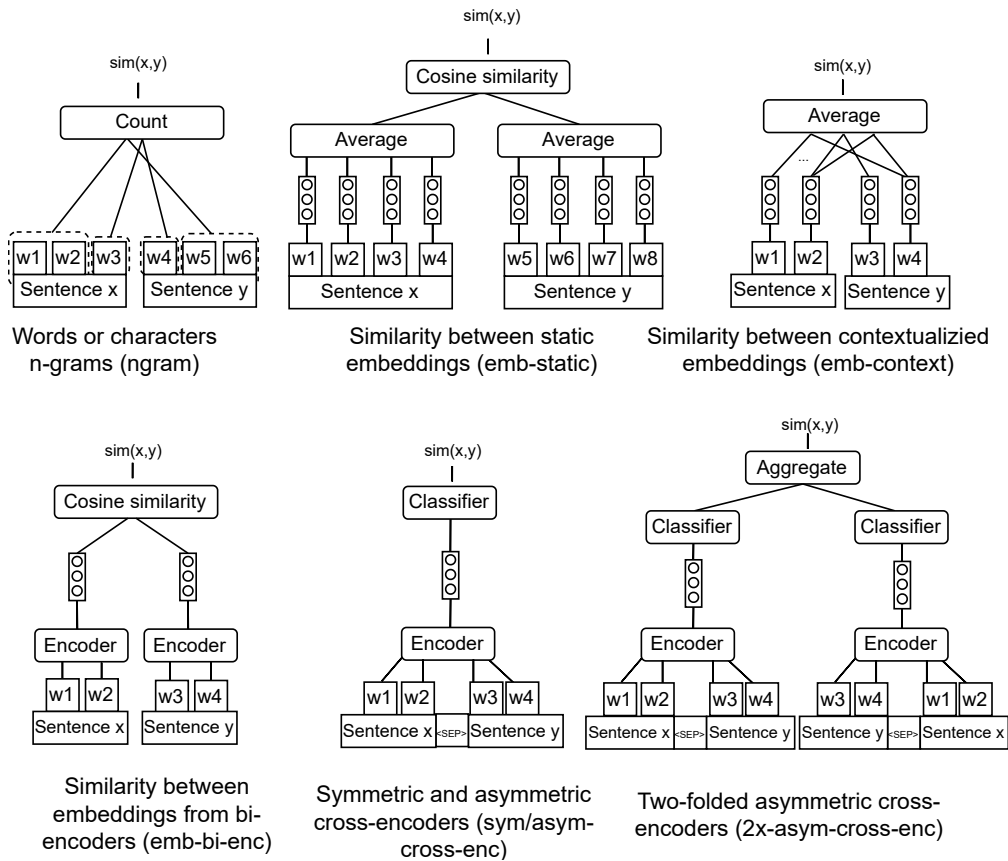 sim(x,y)
Count
w1 w2 w3 w4 w5 w6
Sentence x Sentence y
Words or characters
n-grams (ngram)
sim(x,y)
Cosine similarity
Average Average
w1 w2 w3 w4 w5 w6 w7 w8
Sentence x Sentence y
Similarity between static
embeddings (emb-static)
sim(x,y)
Average
...
w1 w2 w3 w4
Sentence x Sentence y
Similarity between contextualizied
embeddings (emb-context)
sim(x,y)
Cosine similarity
Encoder Encoder
w1 w2 w3 w4
Sentence x Sentence y
Similarity between
embeddings from bi-
encoders (emb-bi-enc)
sim(x,y)
Classifier
Encoder
w1 w2 w3 w4
Sentence x <SEP> Sentence y
Symmetric and asymmetric
cross-encoders (sym/asym-
cross-enc)
sim(x,y)
Aggregate
Classifier Classifier
Encoder Encoder
w1 w2 w3 w4 w3 w4 w1 w2
Sentence x <SEP> Sentence y Sentence y <SEP> Sentence x
Two-folded asymmetric cross-
encoders (2x-asym-cross-enc)